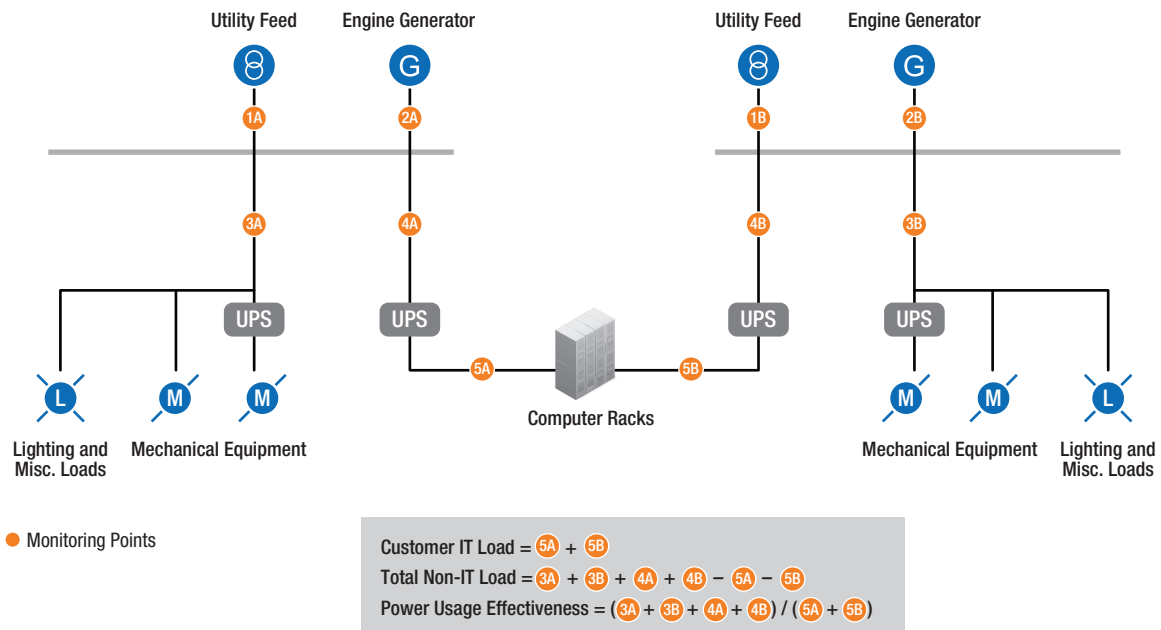 Utility Feed
Engine Generator
Utility Feed
Engine Generator
G
G
1A
2A
1B
2B
3A
4A
4B
3B
UPS
UPS
UPS
UPS
5A
5B
L
M
M
M
M
L
Computer Racks
Lighting and
Misc. Loads
Mechanical Equipment
Mechanical Equipment
Lighting and
Misc. Loads
Monitoring Points
Customer IT Load = 5A + 5B
Total Non-IT Load = 3A + 3B + 4A + 4B − 5A − 5B
Power Usage Effectiveness = (3A + 3B + 4A + 4B) / (5A + 5B)